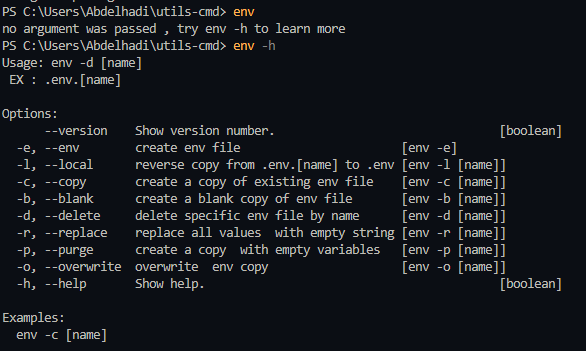 PS C:\Users\Abdelhadi\utils-cmd> env
no argument was passed , try env -h to learn more
PS C:\Users\Abdelhadi\utils-cmd> env -h
Usage: env -d [name]
 EX : .env.[name]

Options:
      --version    Show version number.                                [boolean]
  -e, --env        create env file                       [env -e]
  -l, --local      reverse copy from .env.[name] to .env [env -l [name]]
  -c, --copy       create a copy of existing env file    [env -c [name]]
  -b, --blank      create a blank copy of env file       [env -b [name]]
  -d, --delete     delete specific env file by name      [env -d [name]]
  -r, --replace    replace all values  with empty string [env -r [name]]
  -p, --purge      create a copy  with empty variables   [env -p [name]]
  -o, --overwrite  overwrite  env copy                   [env -o [name]]
  -h, --help       Show help.                                          [boolean]

Examples:
  env -c [name]